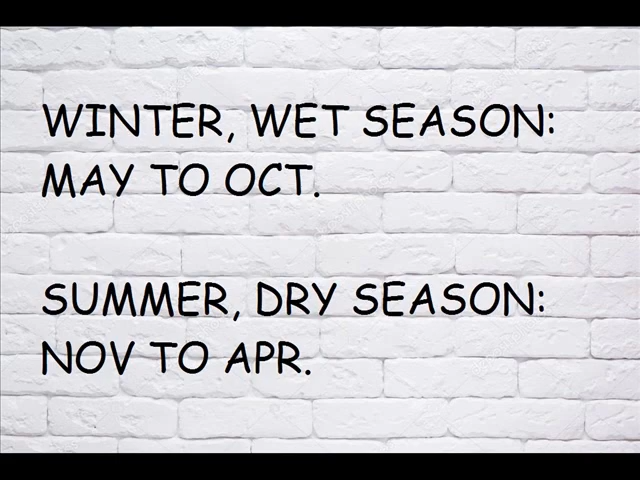 WINTER, WET SEASON:
MAY TO OCT.
SUMMER, DRY SEASON:
NOV TO APR.